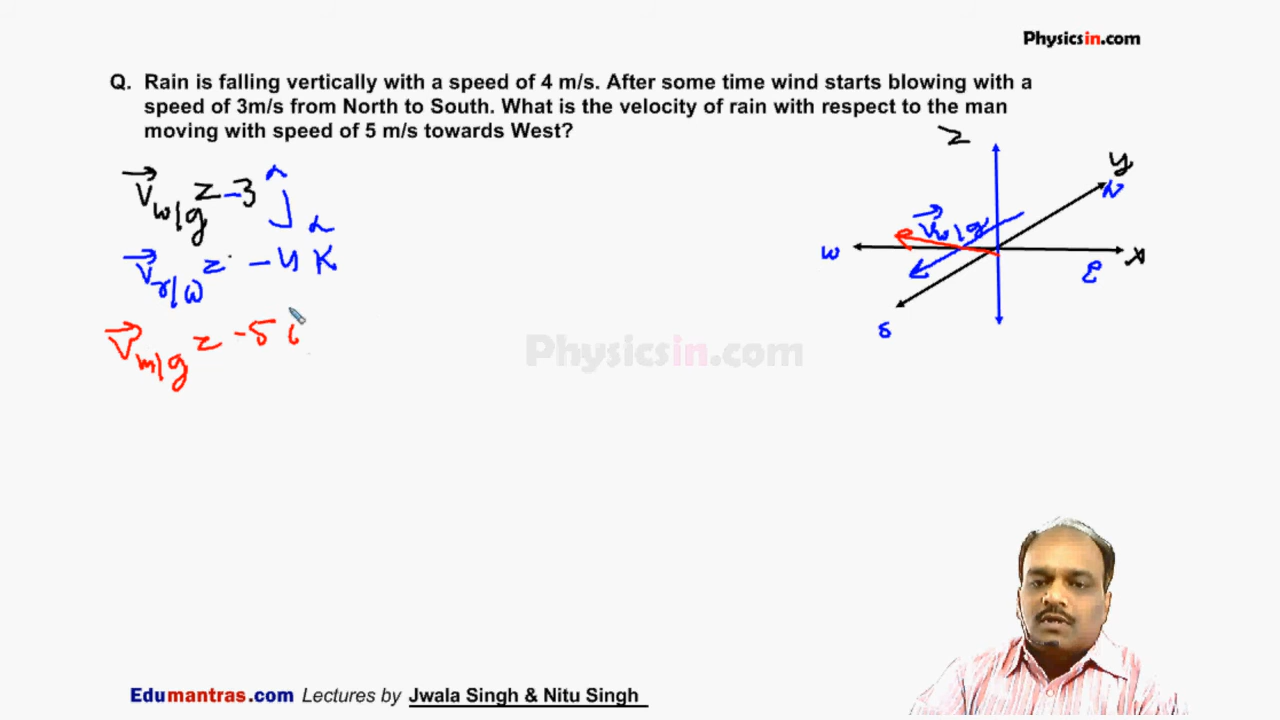 Physicsin.com
Q. Rain is falling vertically with a speed of 4 m/s. After some time wind starts blowing with a
speed of 3m/s from North to South. What is the velocity of rain with respect to the man
moving with speed of 5 m/s towards West?
V⃗w/g = -3 ĵ
V⃗r/w = -4 k̂
V⃗m/g = -5 i
z
y
N
V⃗w/g
W
x
E
S
Physicsin.com
Edumantras.com Lectures by Jwala Singh & Nitu Singh